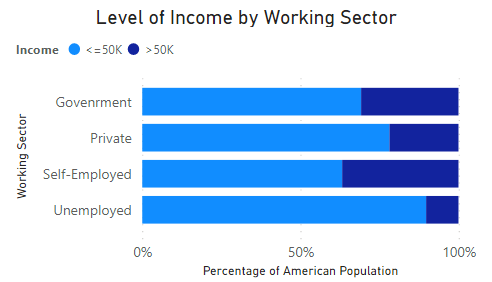 Level of Income by Working Sector
Income <=50K >50K
Working Sector
Govenrment
Private
Self-Employed
Unemployed
0% 50% 100%
Percentage of American Population